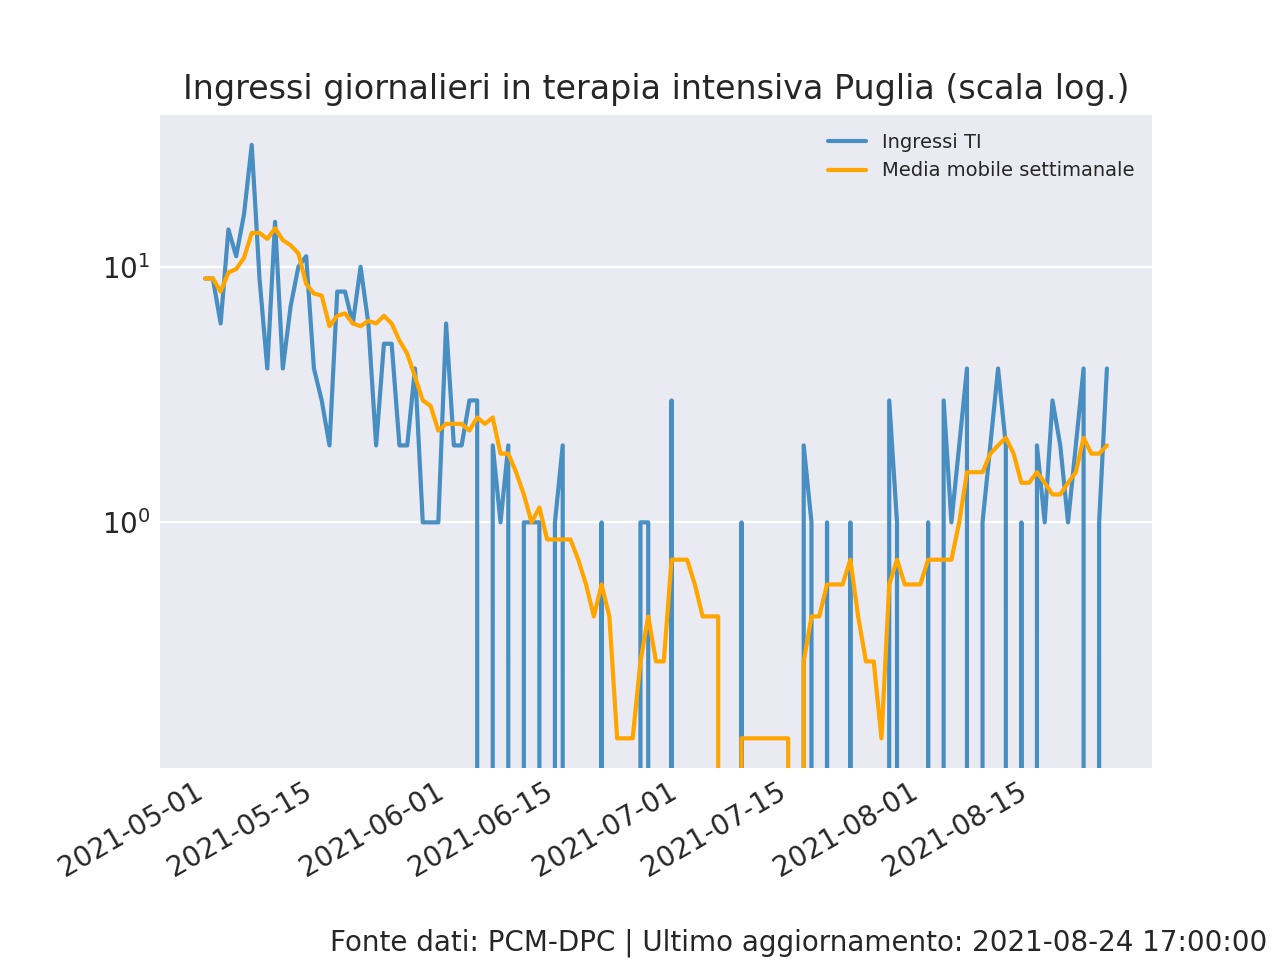 Ingressi giornalieri in terapia intensiva Puglia (scala log.)
Ingressi TI
Media mobile settimanale
10¹
10⁰
2021-05-01
2021-05-15
2021-06-01
2021-06-15
2021-07-01
2021-07-15
2021-08-01
2021-08-15
Fonte dati: PCM-DPC | Ultimo aggiornamento: 2021-08-24 17:00:00